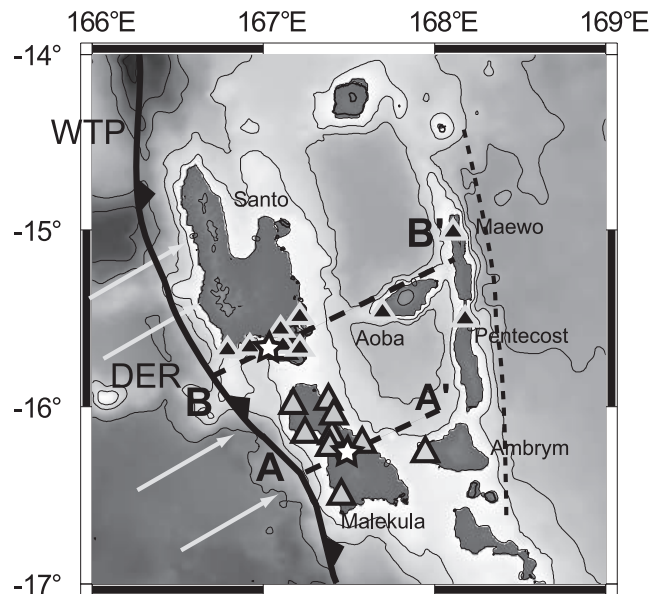 166°E 167°E 168°E 169°E
-14°
WTP
Santo
-15°
B'
Maewo
Aoba
Pentecost
DER
B
A'
-16°
A
Ambrym
Malekula
-17°